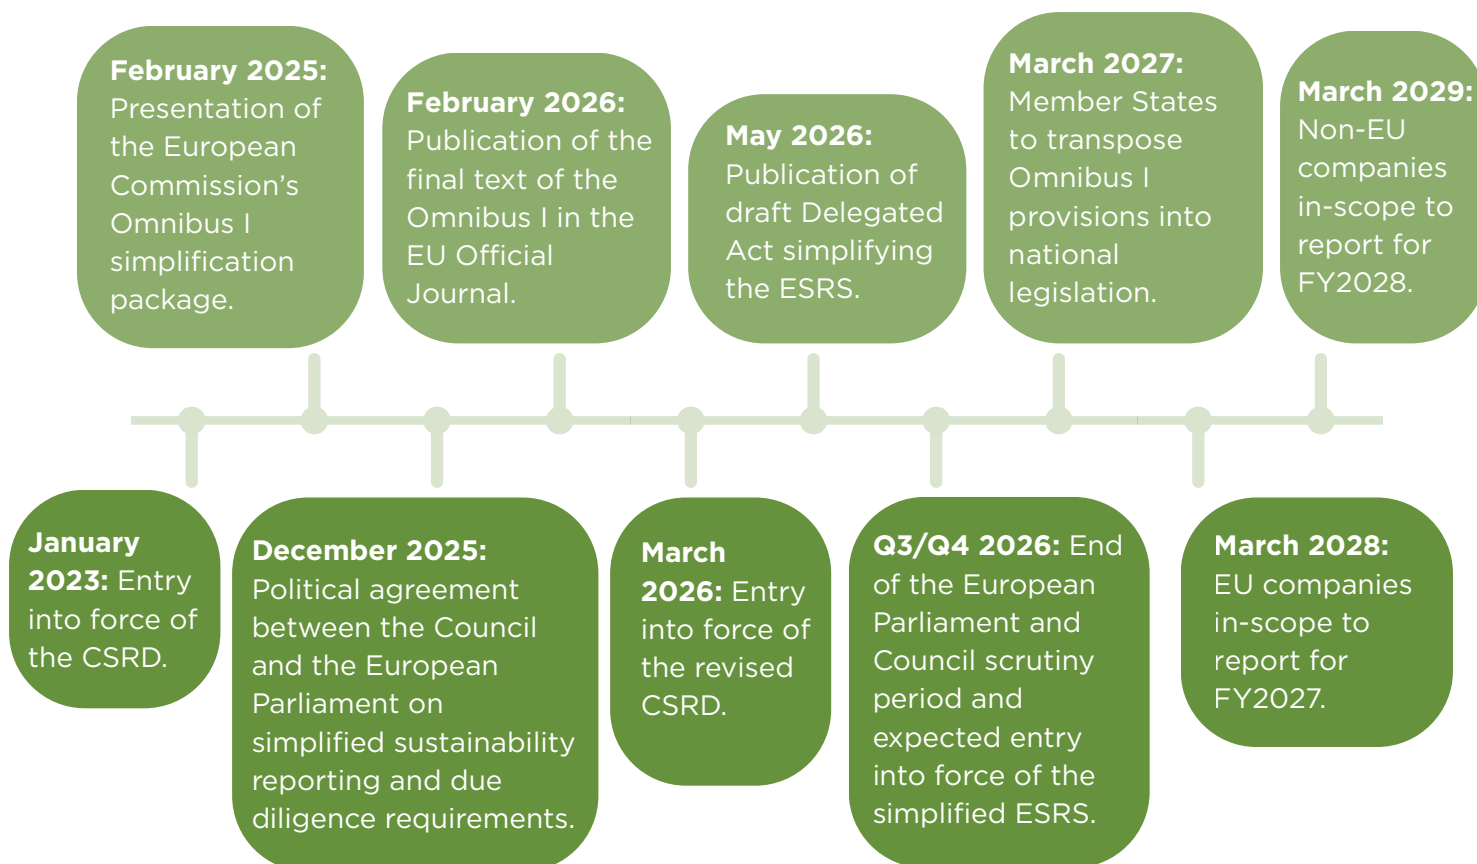 February 2025:
Presentation of
the European
Commission’s
Omnibus I
simplification
package.
February 2026:
Publication of the
final text of the
Omnibus I in the
EU Official
Journal.
May 2026:
Publication of
draft Delegated
Act simplifying
the ESRS.
March 2027:
Member States
to transpose
Omnibus I
provisions into
national
legislation.
March 2029:
Non-EU
companies
in-scope to
report for
FY2028.
January
2023: Entry
into force of
the CSRD.
December 2025:
Political agreement
between the Council
and the European
Parliament on
simplified sustainability
reporting and due
diligence requirements.
March
2026: Entry
into force of
the revised
CSRD.
Q3/Q4 2026: End
of the European
Parliament and
Council scrutiny
period and
expected entry
into force of the
simplified ESRS.
March 2028:
EU companies
in-scope to
report for
FY2027.